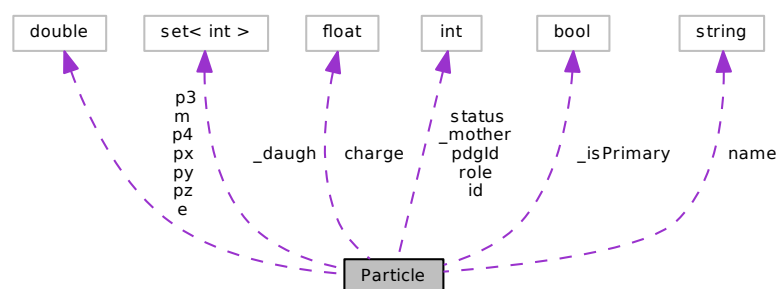 double
set< int >
float
int
bool
string
p3
m
p4
px
py
pz
e
_daugh
charge
status
_mother
pdgId
role
id
_isPrimary
name
Particle